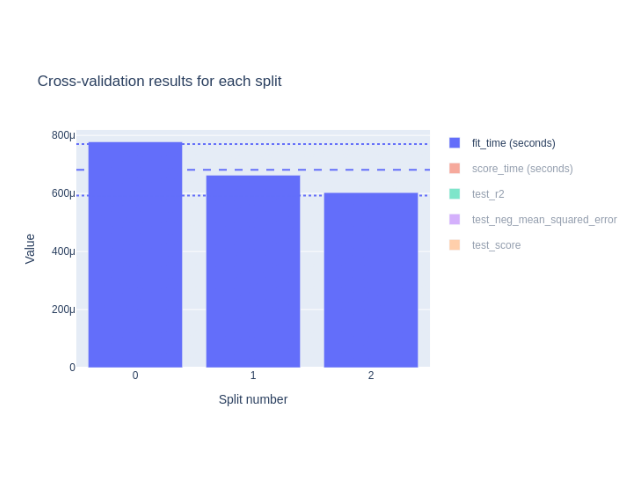 Cross-validation results for each split
800μ
600μ
400μ
200μ
0
Value
0
1
2
Split number
fit_time (seconds)
score_time (seconds)
test_r2
test_neg_mean_squared_error
test_score